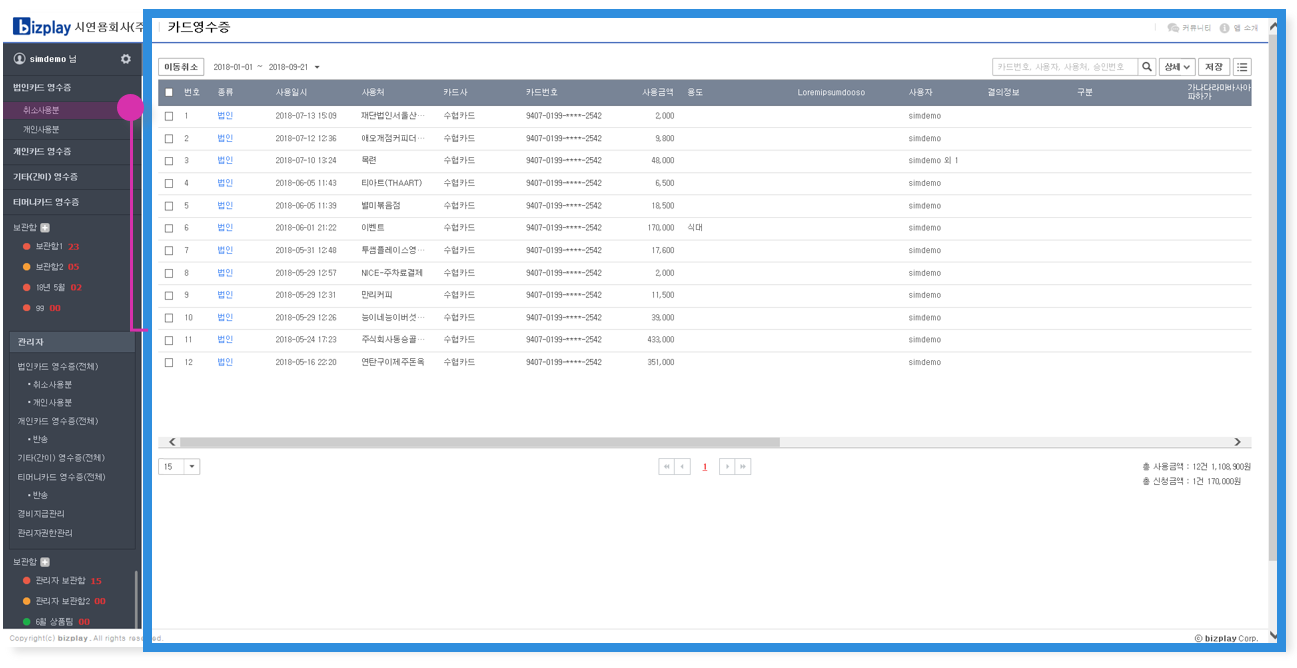 bizplay 시연용회사(주
카드영수증
커뮤니티 앱 소개
simdemo 님
법인카드 영수증
취소사용분
개인사용분
개인카드 영수증
기타(간이) 영수증
티머니카드 영수증
보관함
보관함1 23
보관함2 05
18년 5월 02
99 00
관리자
법인카드 영수증(전체)
• 취소사용분
• 개인사용분
개인카드 영수증(전체)
• 반송
기타(간이) 영수증(전체)
티머니카드 영수증(전체)
• 반송
경비지급관리
관리자권한관리
보관함
관리자 보관함 15
관리자 보관함2 00
6월 상품팀 00
이동취소 2018-01-01 ~ 2018-09-21
카드번호, 사용자, 사용처, 승인번호 상세 저장
번호 종류 사용일시 사용처 카드사 카드번호 사용금액 용도 Loremipsumdooso 사용자 결의정보 구분 가나다라마바사아
파하가
1 법인 2018-07-13 15:09 재단법인서울산… 수협카드 9407-0199-****-2542 2,000 simdemo
2 법인 2018-07-12 12:36 애오개점커피더… 수협카드 9407-0199-****-2542 9,800 simdemo
3 법인 2018-07-10 13:24 목련 수협카드 9407-0199-****-2542 48,000 simdemo 외 1
4 법인 2018-06-05 11:43 티아트(THAART) 수협카드 9407-0199-****-2542 6,500 simdemo
5 법인 2018-06-05 11:39 별미볶음점 수협카드 9407-0199-****-2542 18,500 simdemo
6 법인 2018-06-01 21:22 이벤트 수협카드 9407-0199-****-2542 170,000 식대 simdemo
7 법인 2018-05-31 12:48 투썸플레이스영… 수협카드 9407-0199-****-2542 17,600 simdemo
8 법인 2018-05-29 12:57 NICE-주차료결제 수협카드 9407-0199-****-2542 2,000 simdemo
9 법인 2018-05-29 12:31 만리커피 수협카드 9407-0199-****-2542 11,500 simdemo
10 법인 2018-05-29 12:26 능이네능이버섯… 수협카드 9407-0199-****-2542 39,000 simdemo
11 법인 2018-05-24 17:23 주식회사동승골… 수협카드 9407-0199-****-2542 433,000 simdemo
12 법인 2018-05-16 22:20 연탄구이제주돈옥 수협카드 9407-0199-****-2542 351,000 simdemo
15 1
총 사용금액 : 12건 1,108,900원
총 신청금액 : 1건 170,000원
Copyright(c) bizplay. All rights reserved.
ⓒ bizplay Corp.